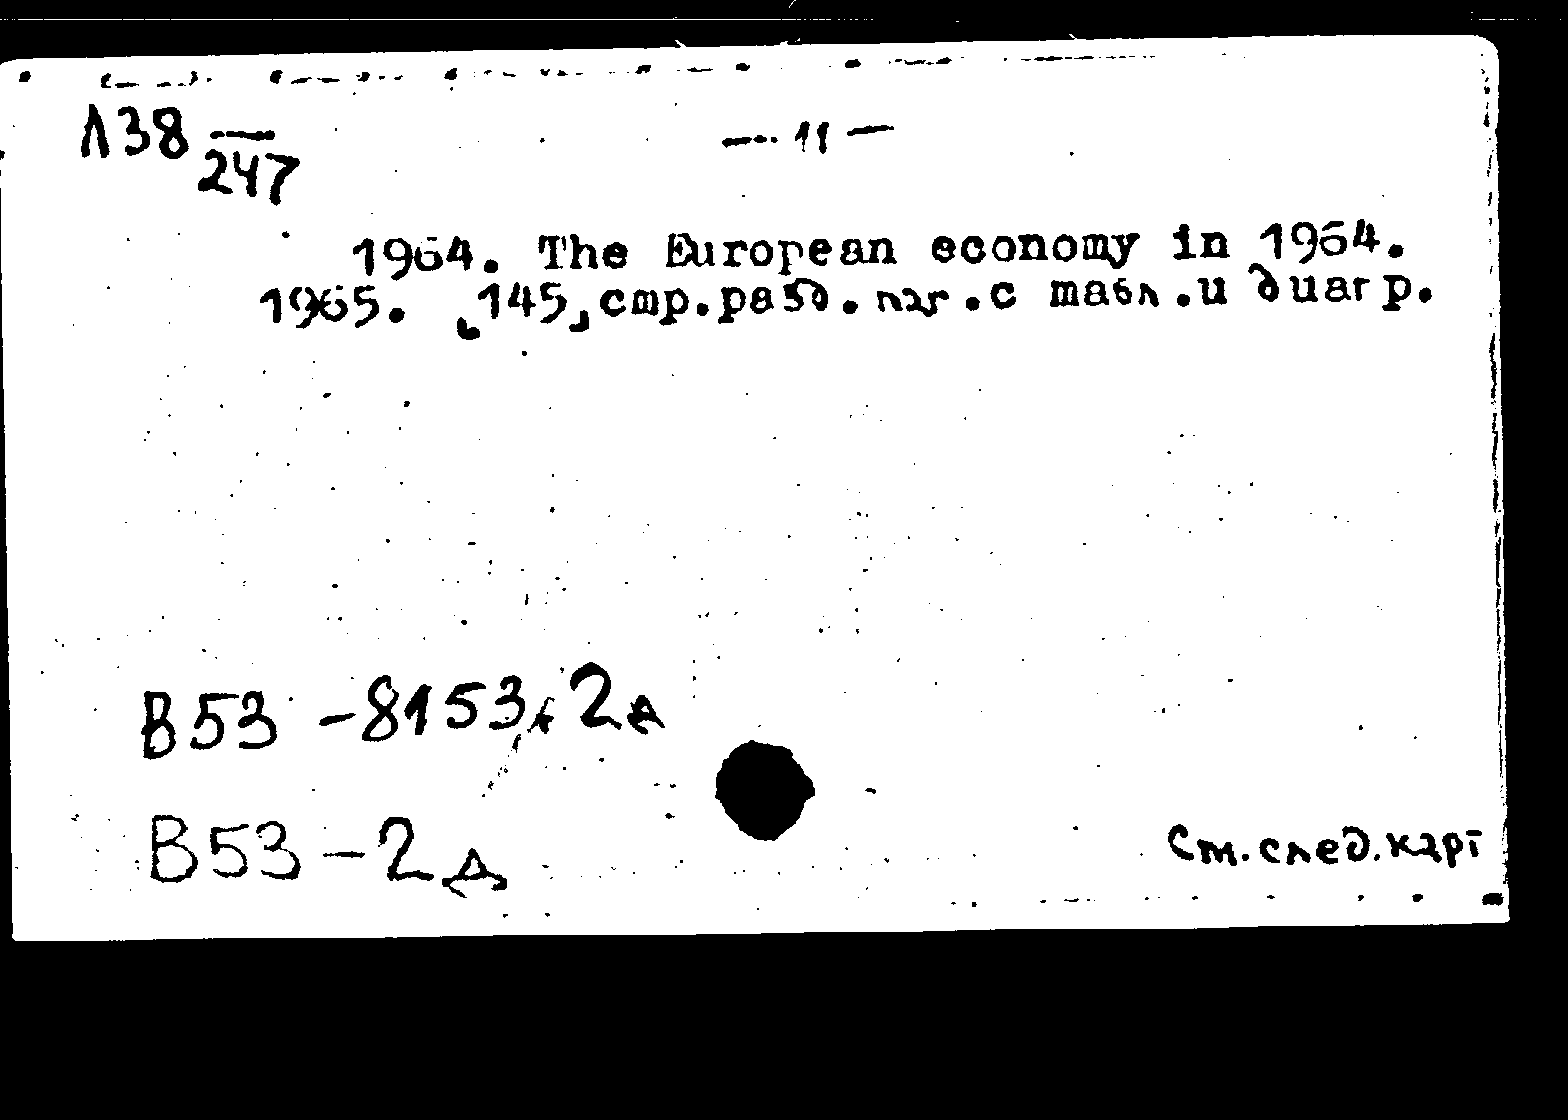 Л38 —
247
— 11 —
1964. The European economy in 1964.
1965. [145] стр.разд.паг.с табл.и диагр.
В53 - 8153, 2д
В53 - 2д
См.след.карт